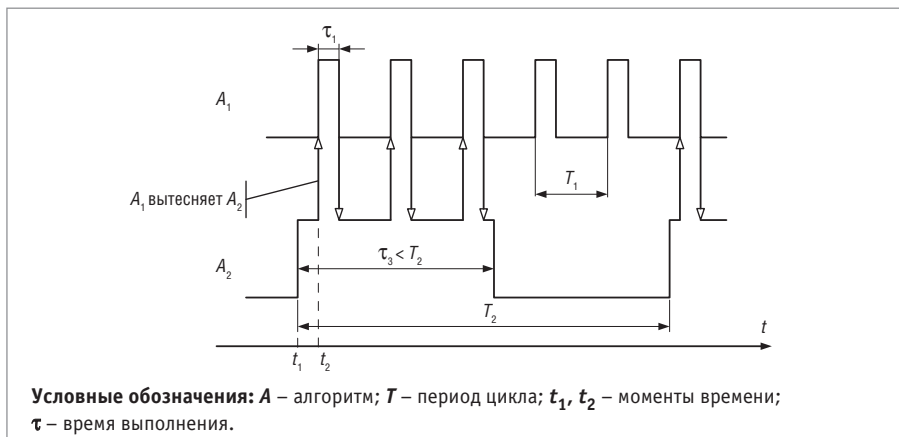 τ₁
A₁
T₁
A₁ вытесняет A₂
τ₃ < T₂
A₂
T₂
t
t₁ t₂
Условные обозначения: A – алгоритм; T – период цикла; t₁, t₂ – моменты времени;
τ – время выполнения.